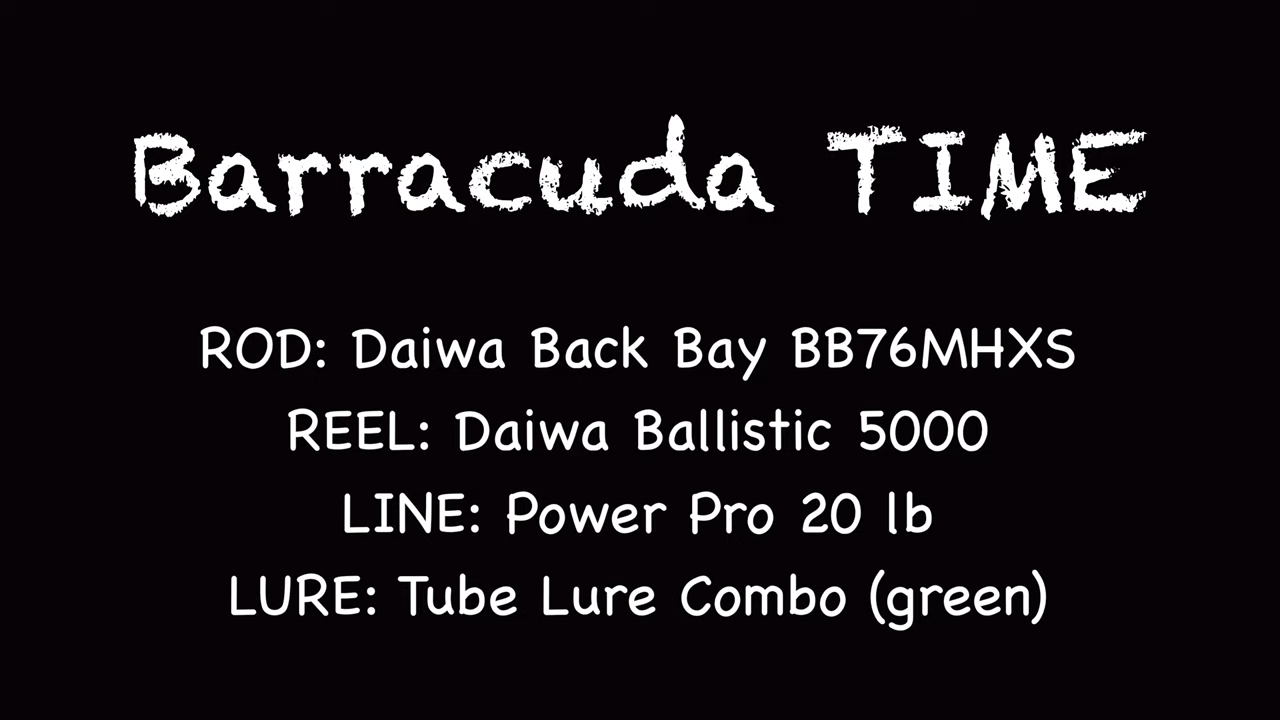 Barracuda TIME
ROD: Daiwa Back Bay BB76MHXS
REEL: Daiwa Ballistic 5000
LINE: Power Pro 20 lb
LURE: Tube Lure Combo (green)